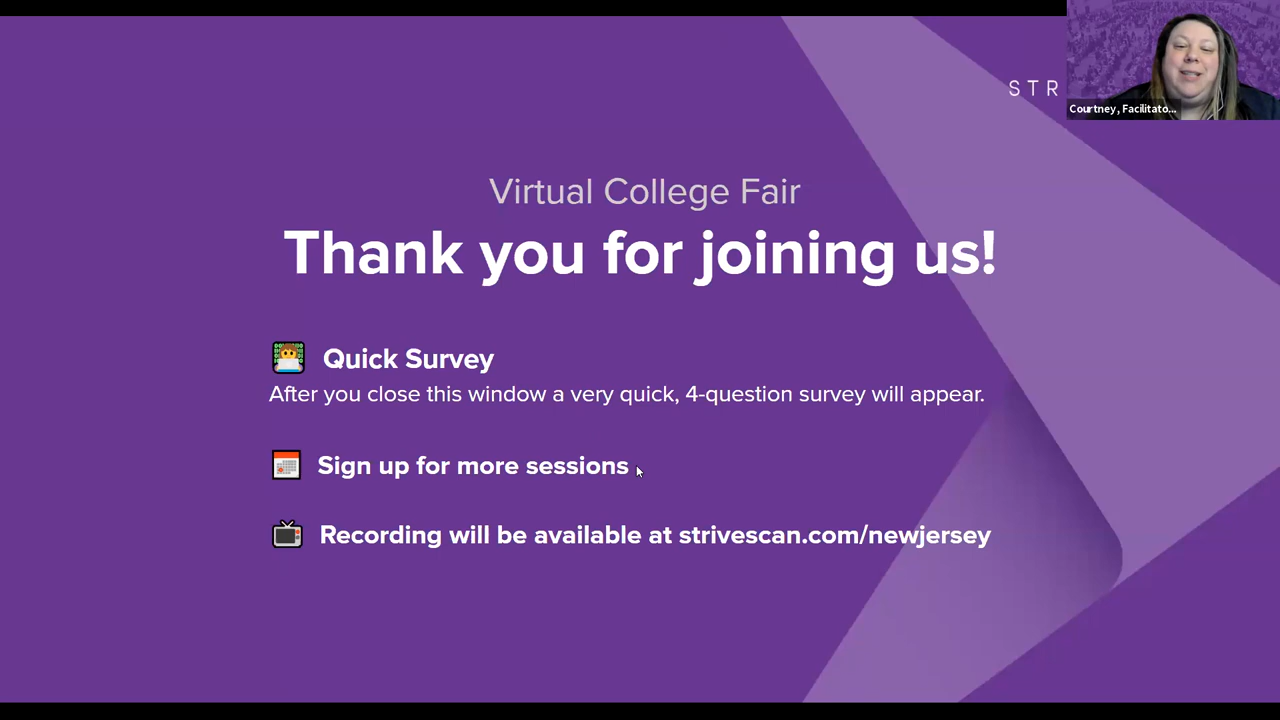 STR
Courtney, Facilitato...
Virtual College Fair
Thank you for joining us!
Quick Survey
After you close this window a very quick, 4-question survey will appear.
Sign up for more sessions
Recording will be available at strivescan.com/newjersey